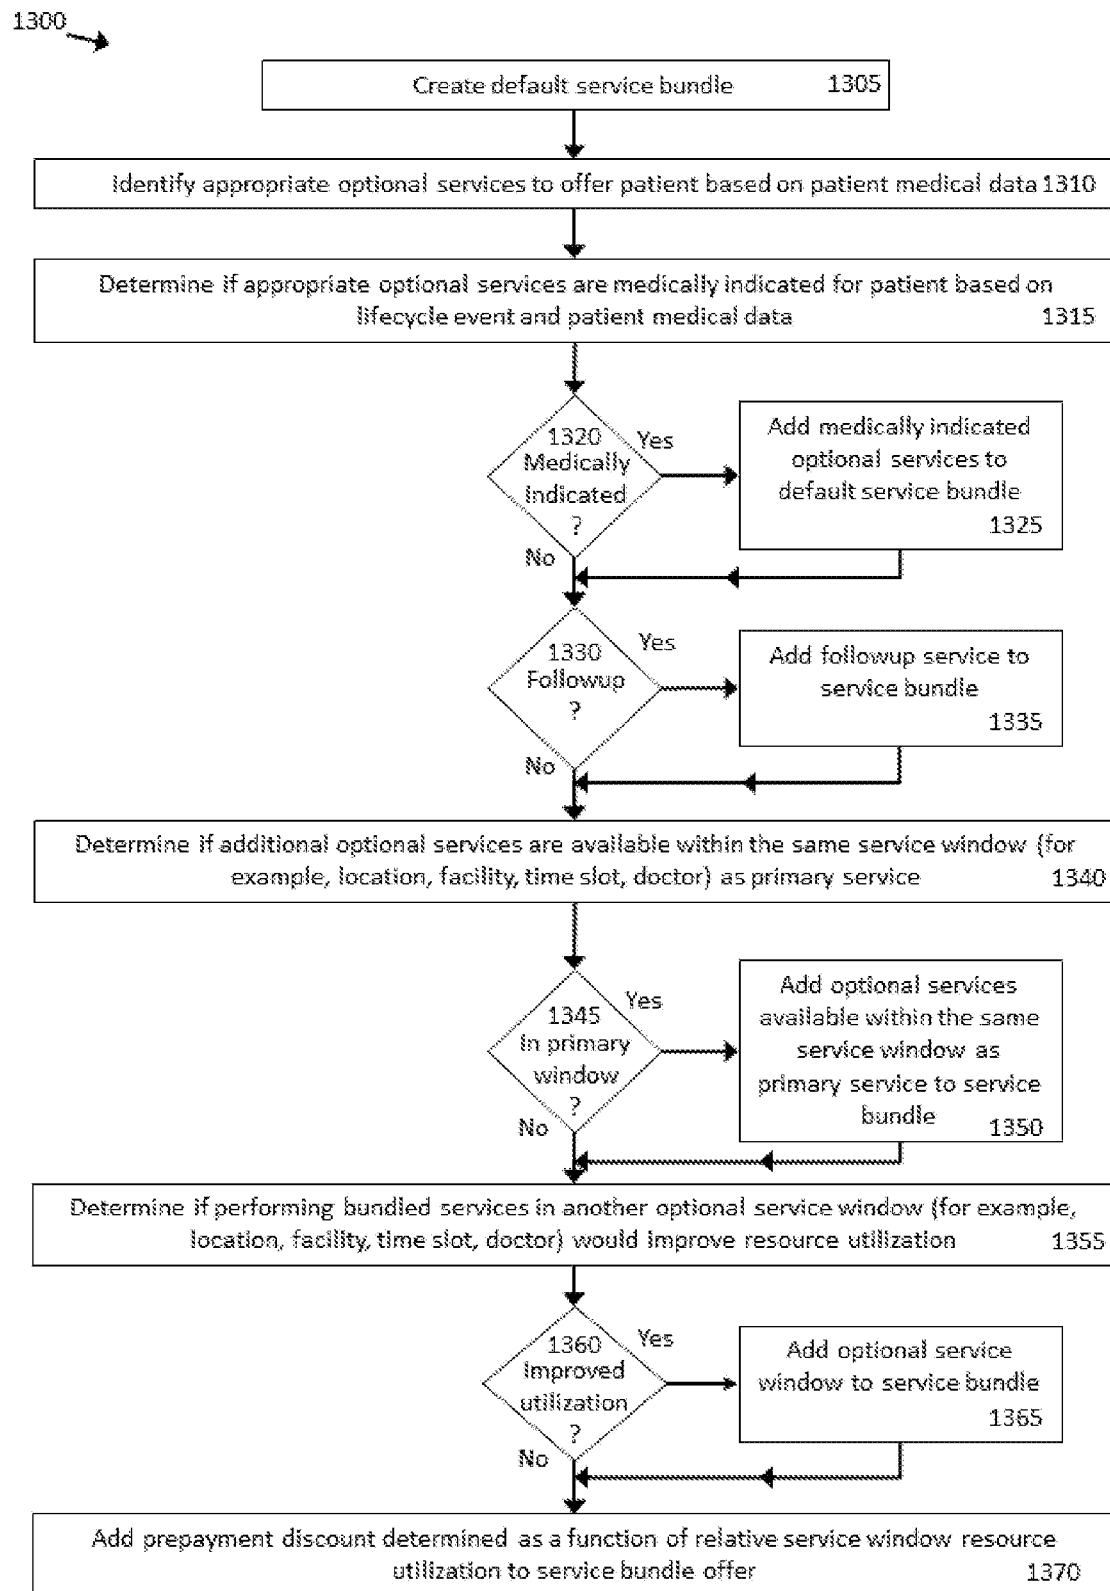 1300
Create default service bundle 1305
Identify appropriate optional services to offer patient based on patient medical data 1310
Determine if appropriate optional services are medically indicated for patient based on
lifecycle event and patient medical data 1315
1320
Medically
indicated
?
Yes
No
Add medically indicated
optional services to
default service bundle
1325
1330
Followup
?
Yes
No
Add followup service to
service bundle
1335
Determine if additional optional services are available within the same service window (for
example, location, facility, time slot, doctor) as primary service 1340
1345
In primary
window
?
Yes
No
Add optional services
available within the same
service window as
primary service to service
bundle
1350
Determine if performing bundled services in another optional service window (for example,
location, facility, time slot, doctor) would improve resource utilization 1355
1360
Improved
utilization
?
Yes
No
Add optional service
window to service bundle
1365
Add prepayment discount determined as a function of relative service window resource
utilization to service bundle offer 1370